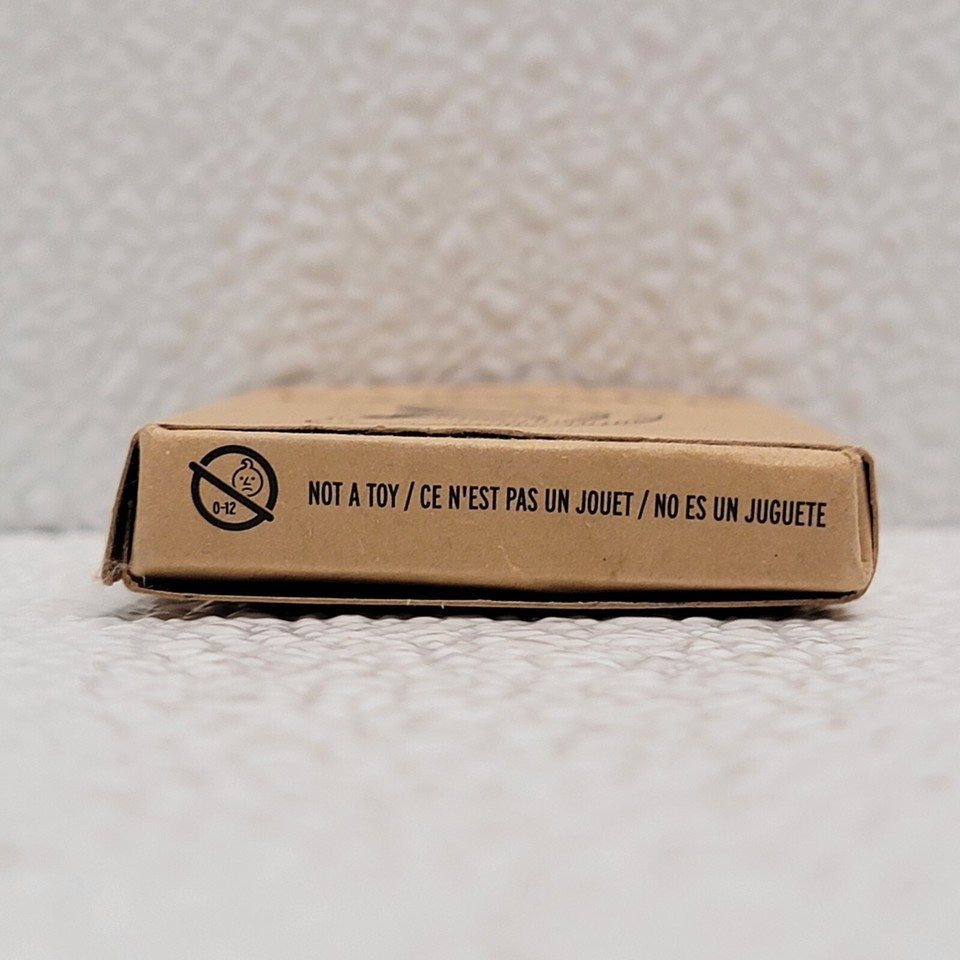 0-12
NOT A TOY / CE N'EST PAS UN JOUET / NO ES UN JUGUETE